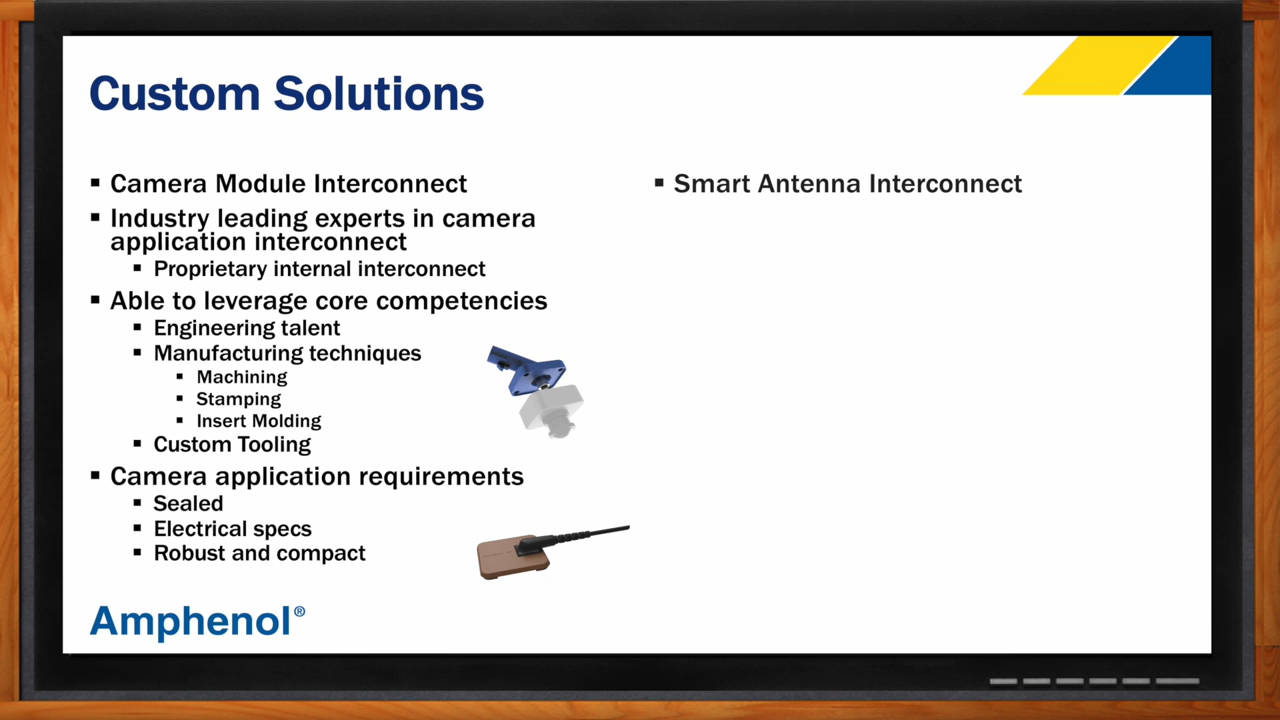 Custom Solutions
▪ Camera Module Interconnect
▪ Industry leading experts in camera
application interconnect
▪ Proprietary internal interconnect
▪ Able to leverage core competencies
▪ Engineering talent
▪ Manufacturing techniques
▪ Machining
▪ Stamping
▪ Insert Molding
▪ Custom Tooling
▪ Camera application requirements
▪ Sealed
▪ Electrical specs
▪ Robust and compact
▪ Smart Antenna Interconnect
Amphenol®